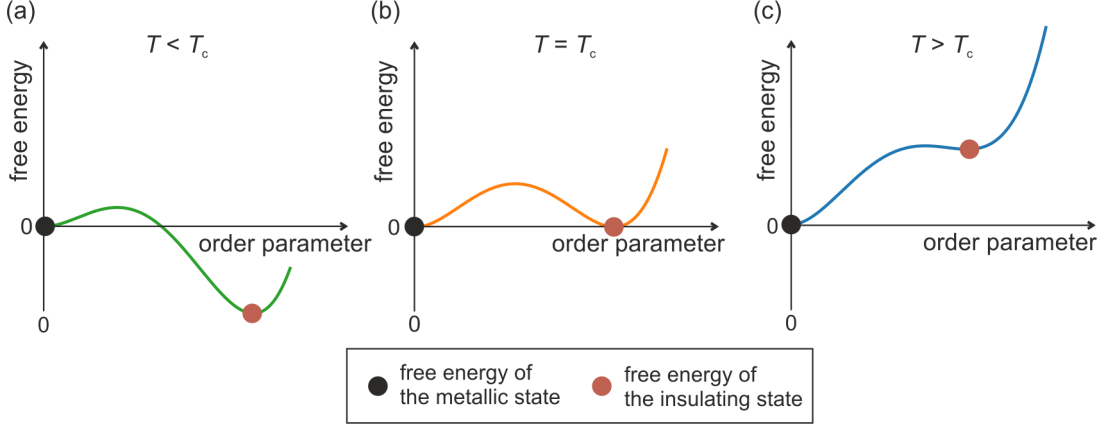 (a)
T < Tc
free energy
0
order parameter
0
(b)
T = Tc
free energy
0
order parameter
0
(c)
T > Tc
free energy
0
order parameter
0
free energy of
the metallic state
free energy of
the insulating state